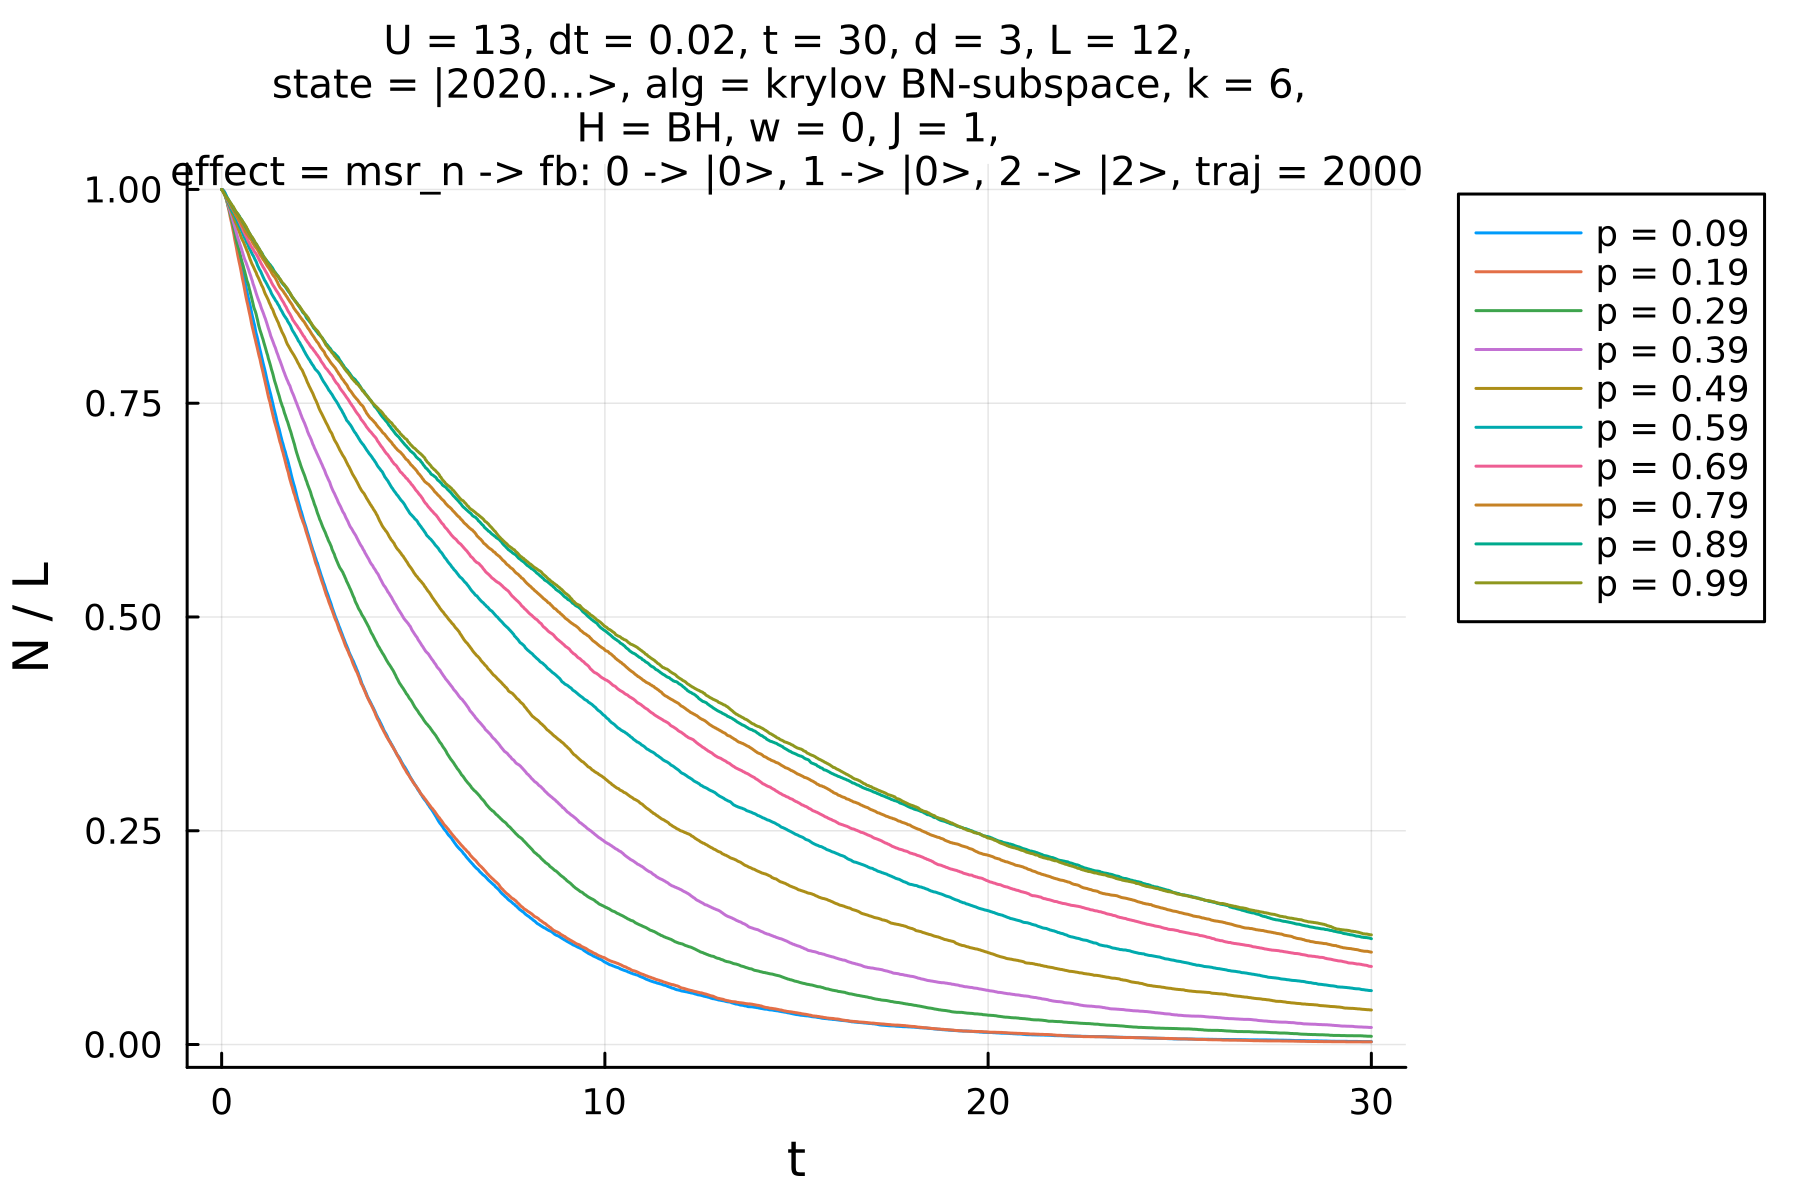 U = 13, dt = 0.02, t = 30, d = 3, L = 12,
state = |2020...>, alg = krylov BN-subspace, k = 6,
H = BH, w = 0, J = 1,
effect = msr_n -> fb: 0 -> |0>, 1 -> |0>, 2 -> |2>, traj = 2000
1.00
0.75
0.50
0.25
0.00
N / L
0
10
20
30
t
p = 0.09
p = 0.19
p = 0.29
p = 0.39
p = 0.49
p = 0.59
p = 0.69
p = 0.79
p = 0.89
p = 0.99